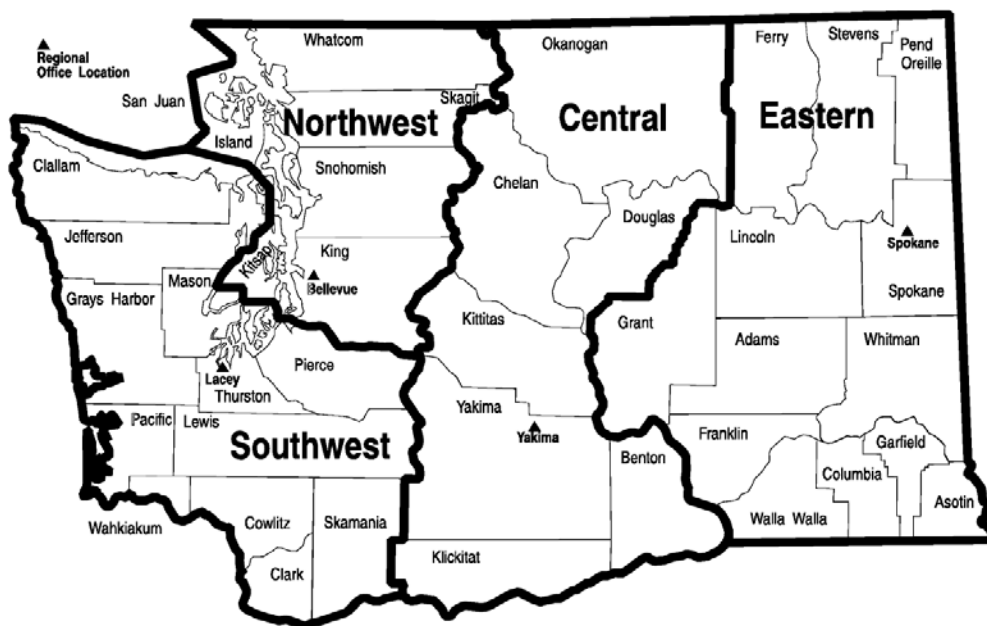 Regional
Office Location
San Juan
Whatcom
Skagit
Northwest
Island
Snohomish
King
Bellevue
Kitsap
Clallam
Jefferson
Mason
Grays Harbor
Pierce
Lacey
Thurston
Pacific
Lewis
Southwest
Wahkiakum
Cowlitz
Skamania
Clark
Okanogan
Central
Chelan
Douglas
Kittitas
Yakima
Yakima
Benton
Klickitat
Ferry
Stevens
Pend
Oreille
Eastern
Lincoln
Spokane
Spokane
Grant
Adams
Whitman
Franklin
Garfield
Columbia
Walla Walla
Asotin